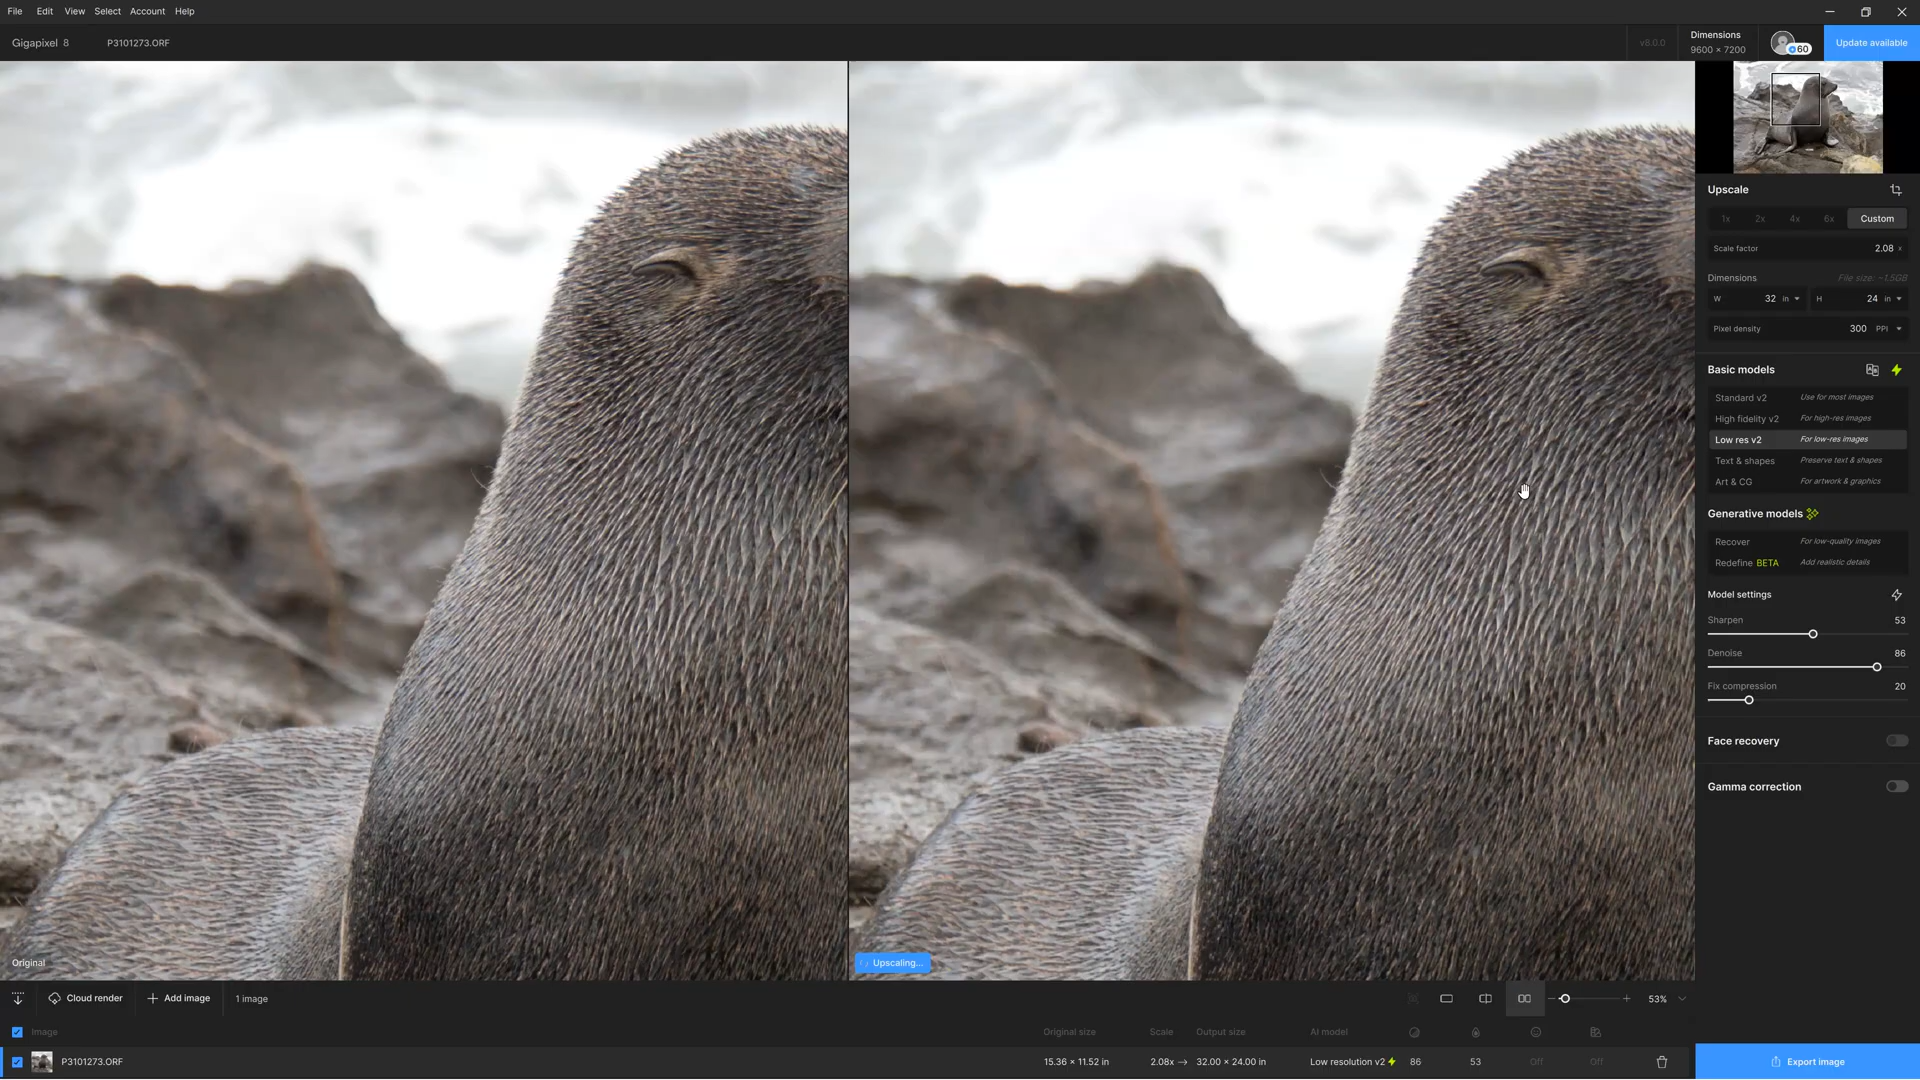 File Edit View Select Account Help
Gigapixel 8 P3101273.ORF v8.0.0 Dimensions 9600 × 7200 60 Update available
Upscale
1x 2x 4x 6x Custom
Scale factor 2.08 x
Dimensions File size: ~1.5GB
W 32 in H 24 in
Pixel density 300 PPI
Basic models
Standard v2 Use for most images
High fidelity v2 For high-res images
Low res v2 For low-res images
Text & shapes Preserve text & shapes
Art & CG For artwork & graphics
Generative models
Recover For low-quality images
Redefine BETA Add realistic details
Model settings
Sharpen 53
Denoise 86
Fix compression 20
Face recovery
Gamma correction
Original Upscaling...
Cloud render Add image 1 image 53%
Image Original size Scale Output size AI model
P3101273.ORF 15.36 × 11.52 in 2.08x → 32.00 × 24.00 in Low resolution v2 86 53 Off Off
Export image